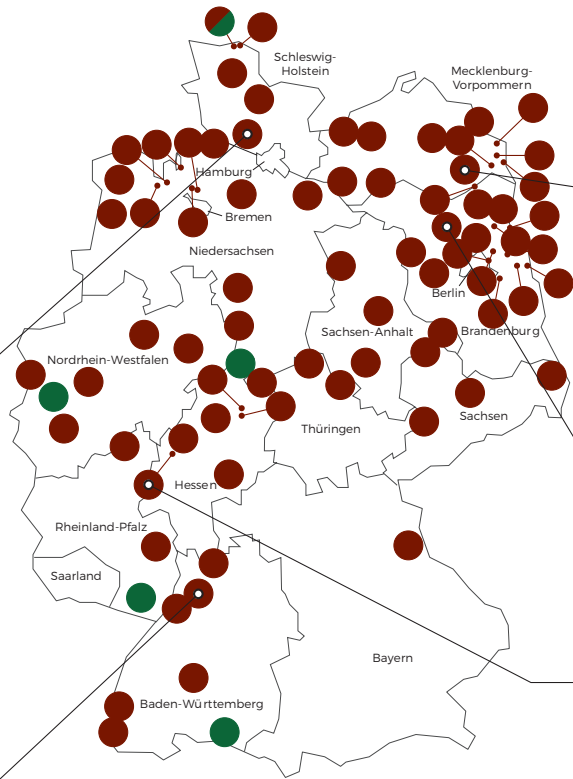 Schleswig-
Holstein
Mecklenburg-
Vorpommern
Hamburg
Bremen
Niedersachsen
Berlin
Sachsen-Anhalt
Brandenburg
Nordrhein-Westfalen
Sachsen
Thüringen
Hessen
Rheinland-Pfalz
Saarland
Bayern
Baden-Württemberg